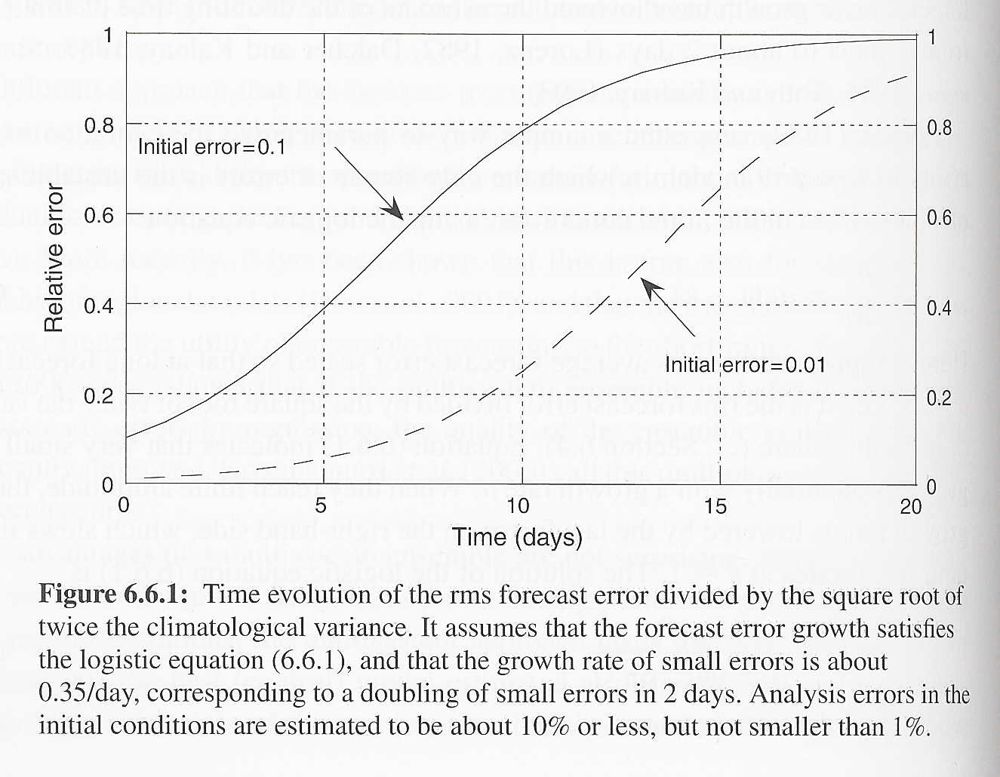 1
1
0.8
0.8
Initial error=0.1
0.6
0.6
Relative error
0.4
0.4
Initial error=0.01
0.2
0.2
0
0
0
5
10
15
20
Time (days)
Figure 6.6.1: Time evolution of the rms forecast error divided by the square root of
twice the climatological variance. It assumes that the forecast error growth satisfies
the logistic equation (6.6.1), and that the growth rate of small errors is about
0.35/day, corresponding to a doubling of small errors in 2 days. Analysis errors in the
initial conditions are estimated to be about 10% or less, but not smaller than 1%.